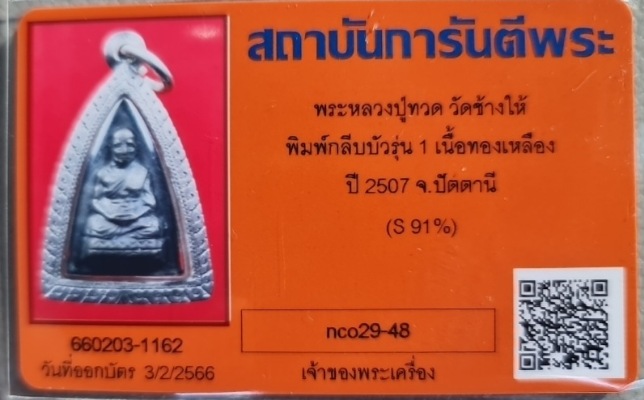 สถาบันการันตีพระ
พระหลวงปู่ทวด วัดช้างให้
พิมพ์กลีบบัวรุ่น 1 เนื้อทองเหลือง
ปี 2507 จ.ปัตตานี
(S 91%)
660203-1162
วันที่ออกบัตร 3/2/2566
nco29-48
เจ้าของพระเครื่อง